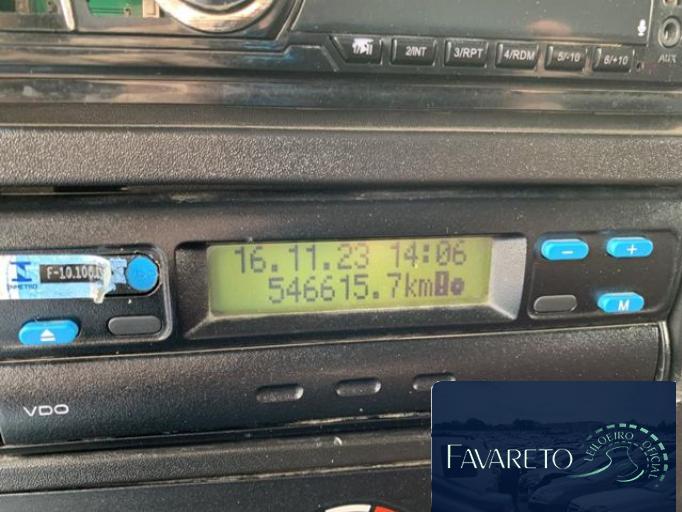 2/INT 3/RPT 4/RDM 5/-10 6/+10
AUX
16.11.23 14:06
546615.7km
F-10.100
INMETRO
- +
M
VDO
FAVARETO
LEILOEIRO OFICIAL